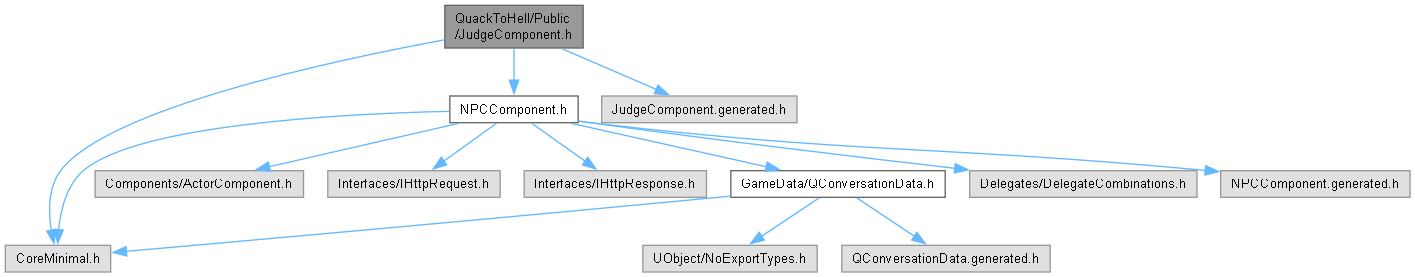 QuackToHell/Public
/JudgeComponent.h
NPCComponent.h
JudgeComponent.generated.h
Components/ActorComponent.h
Interfaces/IHttpRequest.h
Interfaces/IHttpResponse.h
GameData/QConversationData.h
Delegates/DelegateCombinations.h
NPCComponent.generated.h
CoreMinimal.h
UObject/NoExportTypes.h
QConversationData.generated.h